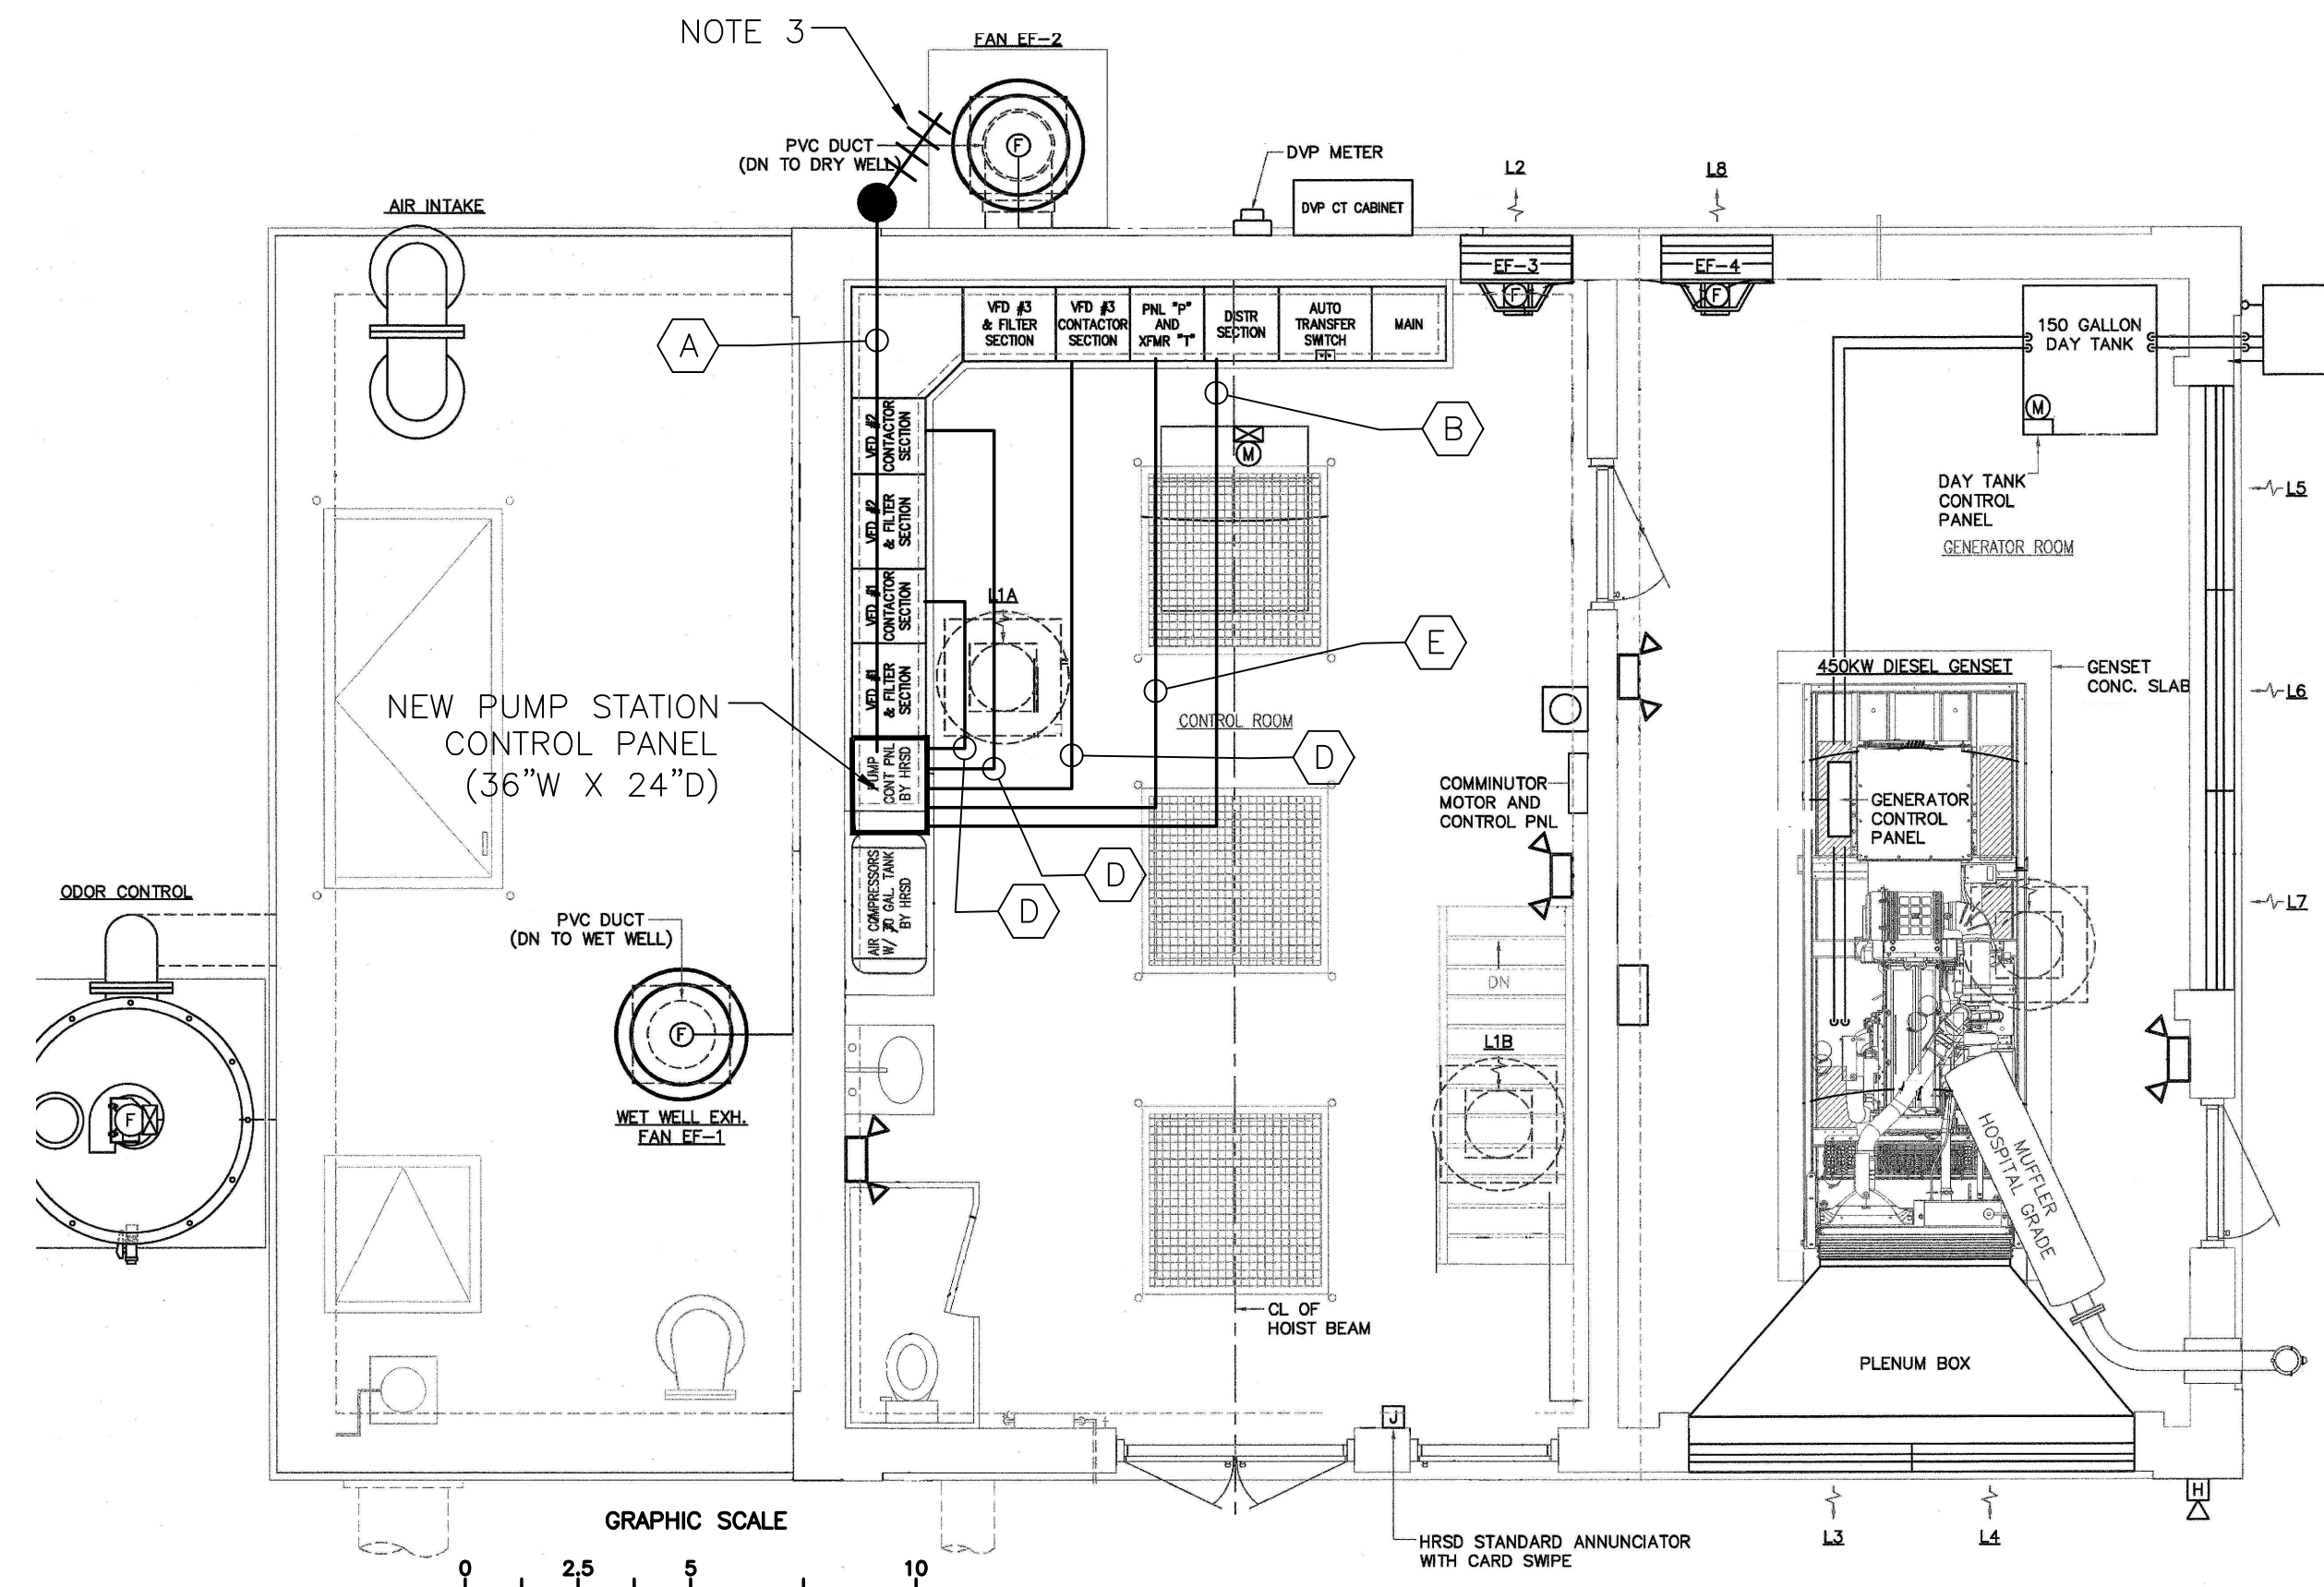 NOTE 3
FAN EF-2
PVC DUCT
(DN TO DRY WELL)
F
DVP METER
DVP CT CABINET
L2
L8
AIR INTAKE
EF-3
F
EF-4
F
A
VFD #3
& FILTER
SECTION
VFD #3
CONTACTOR
SECTION
PNL "P"
AND
XFMR "T"
DISTR
SECTION
AUTO
TRANSFER
SWITCH
MAIN
150 GALLON
DAY TANK
M
B
M
VFD #2
CONTACTOR
SECTION
VFD #2
& FILTER
SECTION
VFD #1
CONTACTOR
SECTION
VFD #1
& FILTER
SECTION
DAY TANK
CONTROL
PANEL
GENERATOR ROOM
L5
L1A
E
450KW DIESEL GENSET
GENSET
CONC. SLAB
L6
NEW PUMP STATION
CONTROL PANEL
(36"W X 24"D)
CONTROL ROOM
PUMP
CONT PNL
BY HRSD
D
COMMINUTOR
MOTOR AND
CONTROL PNL
GENERATOR
CONTROL
PANEL
D
D
AIR COMPRESSORS
W/ 70 GAL. TANK
BY HRSD
ODOR CONTROL
L7
PVC DUCT
(DN TO WET WELL)
DN
F
L1B
F
WET WELL EXH.
FAN EF-1
MUFFLER
HOSPITAL GRADE
CL OF
HOIST BEAM
PLENUM BOX
J
H
GRAPHIC SCALE
HRSD STANDARD ANNUNCIATOR
WITH CARD SWIPE
L3
L4
0 2.5 5 10